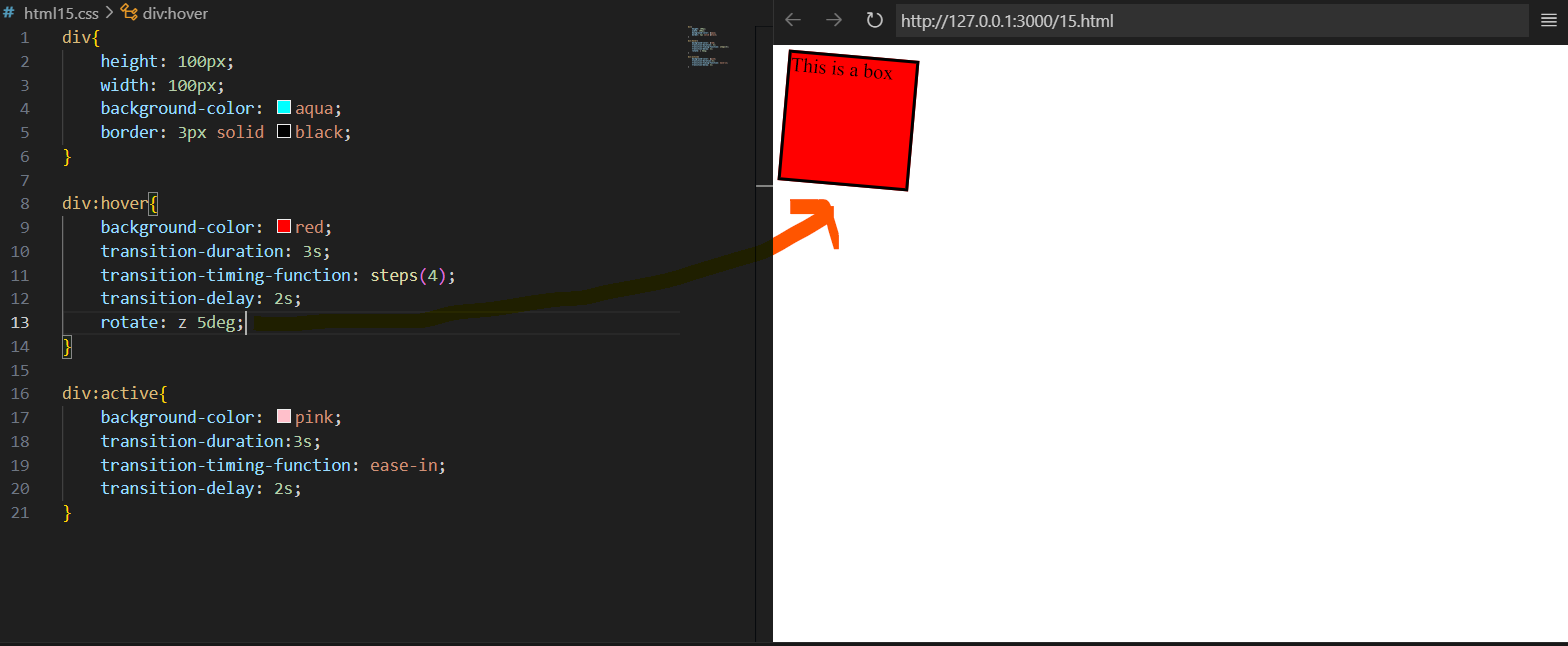 # html15.css > div:hover
1 div{
2 height: 100px;
3 width: 100px;
4 background-color: aqua;
5 border: 3px solid black;
6 }
7
8 div:hover{
9 background-color: red;
10 transition-duration: 3s;
11 transition-timing-function: steps(4);
12 transition-delay: 2s;
13 rotate: z 5deg;
14 }
15
16 div:active{
17 background-color: pink;
18 transition-duration:3s;
19 transition-timing-function: ease-in;
20 transition-delay: 2s;
21 }
http://127.0.0.1:3000/15.html
This is a box